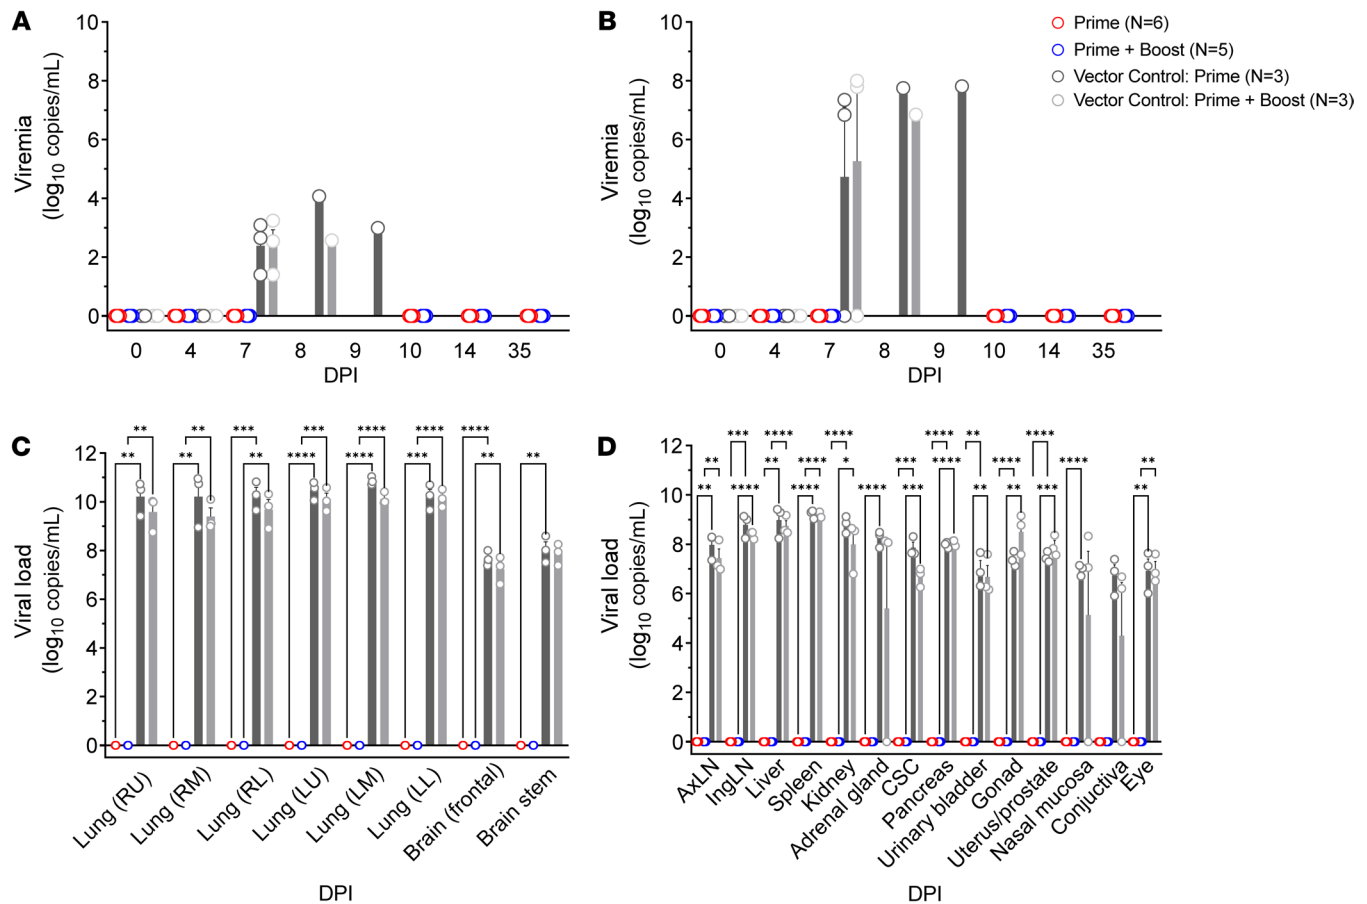 A
10
8
6
4
2
0
Viremia
(log10 copies/mL)
0 4 7 8 9 10 14 35
DPI
B
10
8
6
4
2
0
Viremia
(log10 copies/mL)
0 4 7 8 9 10 14 35
DPI
Prime (N=6)
Prime + Boost (N=5)
Vector Control: Prime (N=3)
Vector Control: Prime + Boost (N=3)
C
** ** *** *** **** **** **** **
** ** ** **** **** *** **
12
10
8
6
4
2
0
Viral load
(log10 copies/mL)
Lung (RU)
Lung (RM)
Lung (RL)
Lung (LU)
Lung (LM)
Lung (LL)
Brain (frontal)
Brain stem
DPI
D
*** **** **** **** ** ****
** ** **** * *** **** **** **** **
** **** **** **** *** ** ** *** **
12
10
8
6
4
2
0
Viral load
(log10 copies/mL)
AxLN
IngLN
Liver
Spleen
Kidney
Adrenal gland
CSC
Pancreas
Urinary bladder
Gonad
Uterus/prostate
Nasal mucosa
Conjuctiva
Eye
DPI